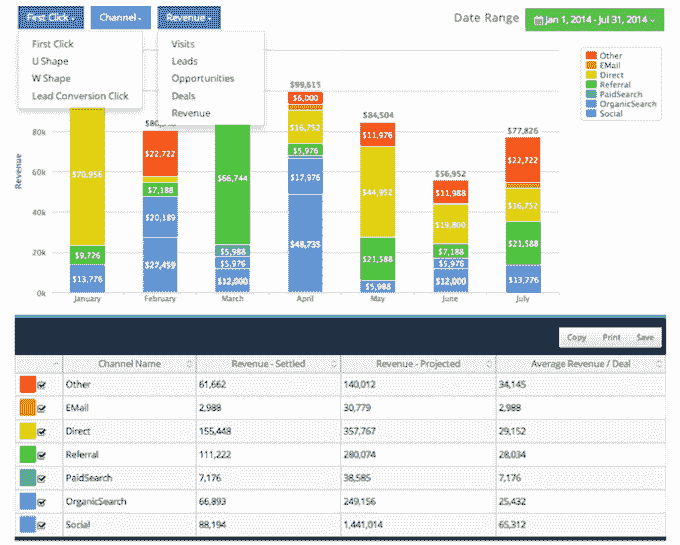 First Click Channel Revenue Date Range Jan 1, 2014 - Jul 31, 2014
First Click
U Shape
W Shape
Lead Conversion Click
Visits
Leads
Opportunities
Deals
Revenue
Other
EMail
Direct
Referral
PaidSearch
OrganicSearch
Social
Revenue
80k
60k
40k
20k
0k
$70,956
$9,726
$13,776
January
$22,722
$7,188
$20,189
$27,459
February
$66,744
$5,988
$5,976
$12,000
March
$99,615
$6,000
$16,752
$5,976
$17,976
$48,735
April
$84,504
$11,976
$44,952
$21,588
$5,988
May
$56,952
$11,988
$19,800
$7,188
$5,976
$12,000
June
$77,826
$22,722
$16,752
$21,588
$13,776
July
Copy Print Save
Channel Name Revenue - Settled Revenue - Projected Average Revenue / Deal
Other 61,662 140,012 34,145
EMail 2,988 30,779 2,988
Direct 155,448 357,767 29,152
Referral 111,222 280,074 28,034
PaidSearch 7,176 38,585 7,176
OrganicSearch 66,893 249,156 25,432
Social 88,194 1,441,014 65,312